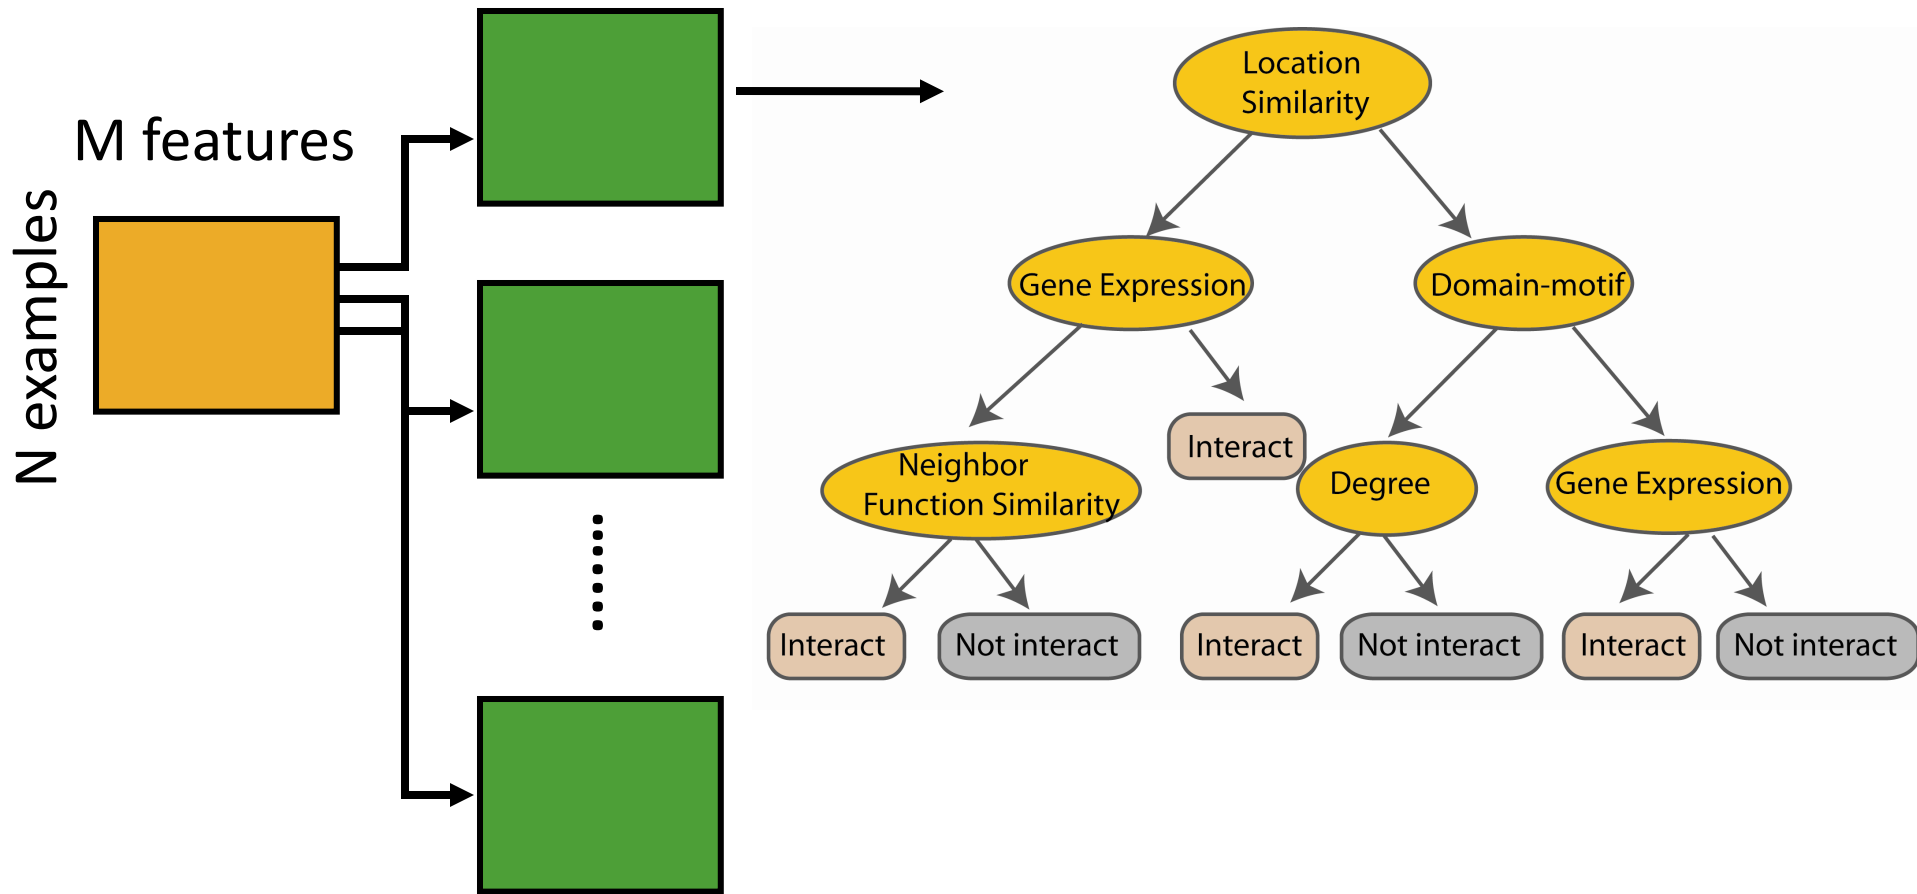 M features
N examples
Location
Similarity
Gene Expression
Domain-motif
Interact
Neighbor
Function Similarity
Degree
Gene Expression
Interact
Not interact
Interact
Not interact
Interact
Not interact